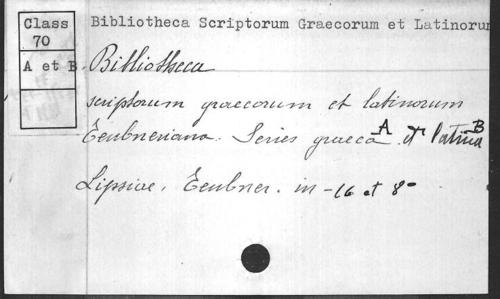 Class
70
A et B
Bibliotheca Scriptorum Graecorum et Latinorum
Bibliotheca
scriptorum graecorum et latinorum
Teubneriana. Series graeca A et latina B
Lipsiae, Teubner. in-16 et 8º